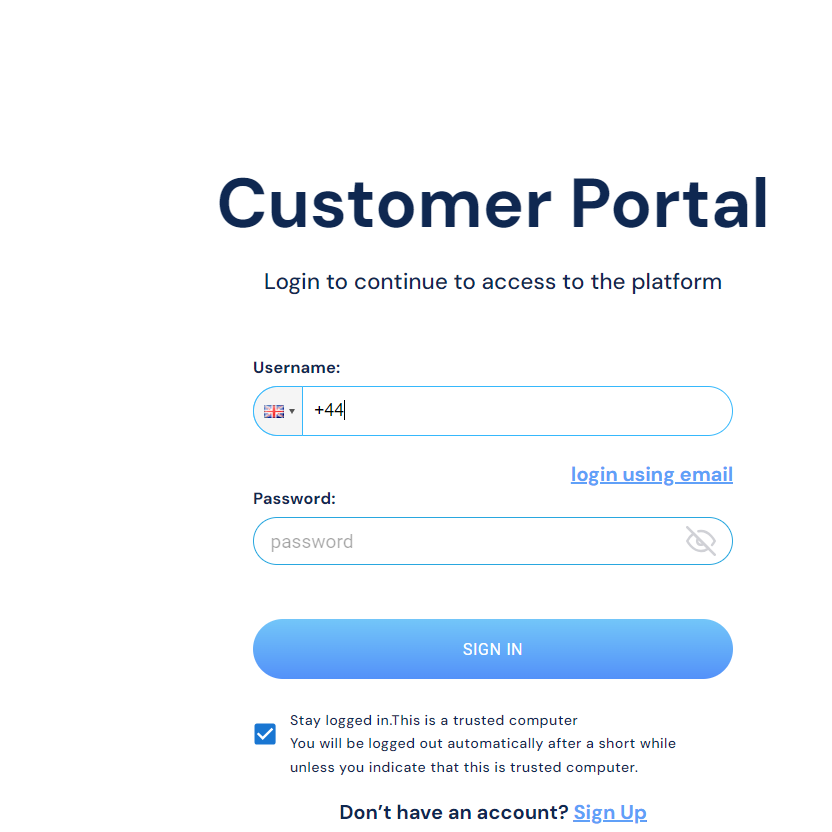 Customer Portal
Login to continue to access to the platform
Username:
+44
login using email
Password:
password
SIGN IN
Stay logged in.This is a trusted computer
You will be logged out automatically after a short while
unless you indicate that this is trusted computer.
Don’t have an account? Sign Up